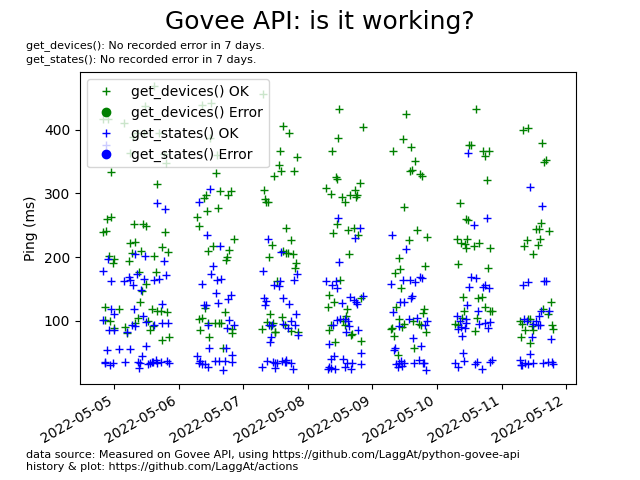 Govee API: is it working?
get_devices(): No recorded error in 7 days.
get_states(): No recorded error in 7 days.
get_devices() OK
get_devices() Error
get_states() OK
get_states() Error
Ping (ms)
400
300
200
100
2022-05-05
2022-05-06
2022-05-07
2022-05-08
2022-05-09
2022-05-10
2022-05-11
2022-05-12
data source: Measured on Govee API, using https://github.com/LaggAt/python-govee-api
history & plot: https://github.com/LaggAt/actions